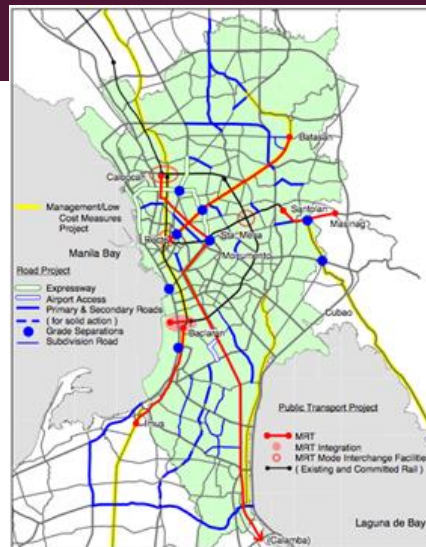 Batasan
Caloocan
Management/Low
Cost Measures
Project
Santolan
Masinag
Recto
Sta. Mesa
Manila Bay
Monumento
Road Project
Expressway
Airport Access
Primary & Secondary Roads
( for solid action )
Grade Separations
Subdivision Road
Cubao
Baclaran
Public Transport Project
Imus
MRT
MRT Integration
MRT Mode Interchange Facilities
( Existing and Committed Rail )
Laguna de Bay
(Calamba)